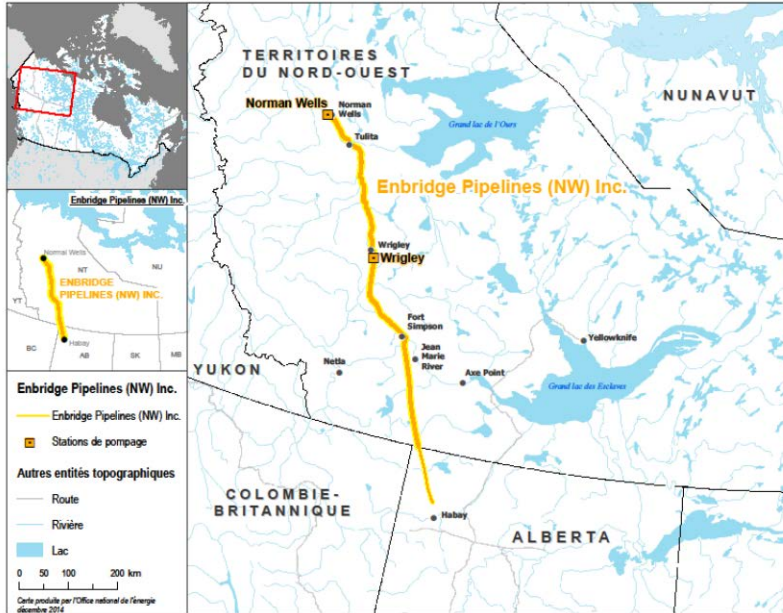 Enbridge Pipelines (NW) Inc.
Normal Wells
NT
NU
ENBRIDGE
PIPELINES (NW) INC.
YT
Habay
BC
AB
SK
MB
Enbridge Pipelines (NW) Inc.
Enbridge Pipelines (NW) Inc.
Stations de pompage
Autres entités topographiques
Route
Rivière
Lac
0 50 100 200 km
Carte produite par l'Office national de l'énergie
décembre 2014
TERRITOIRES
DU NORD-OUEST
NUNAVUT
Norman Wells
Norman
Wells
Grand lac de l'Ours
Tulita
Enbridge Pipelines (NW) Inc.
Wrigley
Wrigley
Fort
Simpson
Yellowknife
Jean
Marie
River
Netla
Axe Point
YUKON
Grand lac des Esclaves
COLOMBIE-
BRITANNIQUE
Habay
ALBERTA